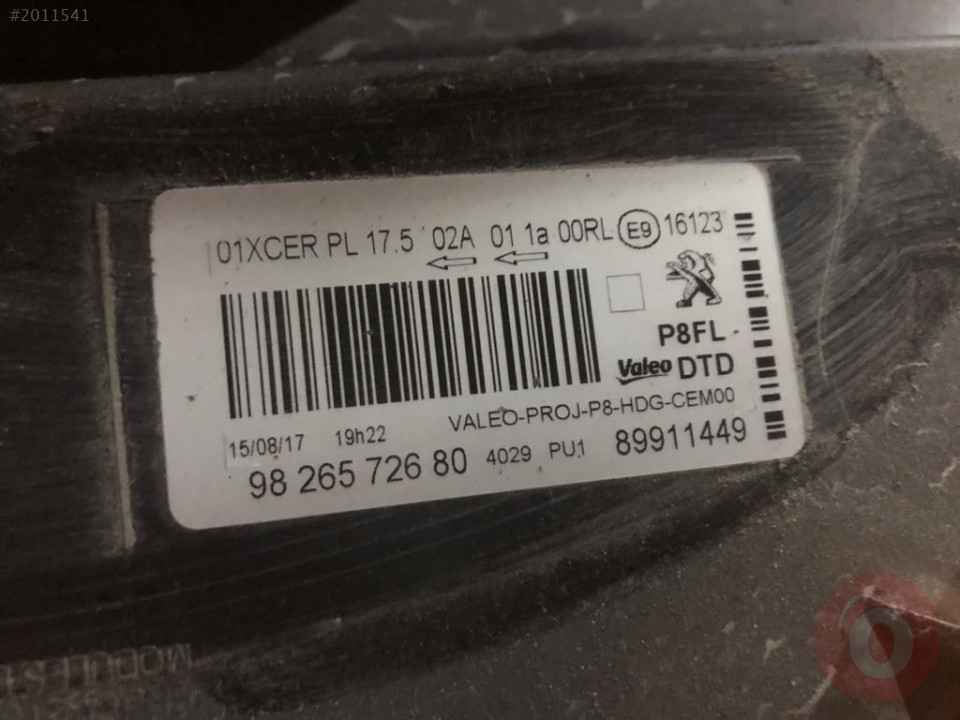 #2011541
01XCER PL 17.5 02A 01 1a 00RL E9 16123
P8FL
Valeo DTD
VALEO-PROJ-P8-HDG-CEM00
15/08/17 19h22
98 265 726 80 4029 PU1 89911449